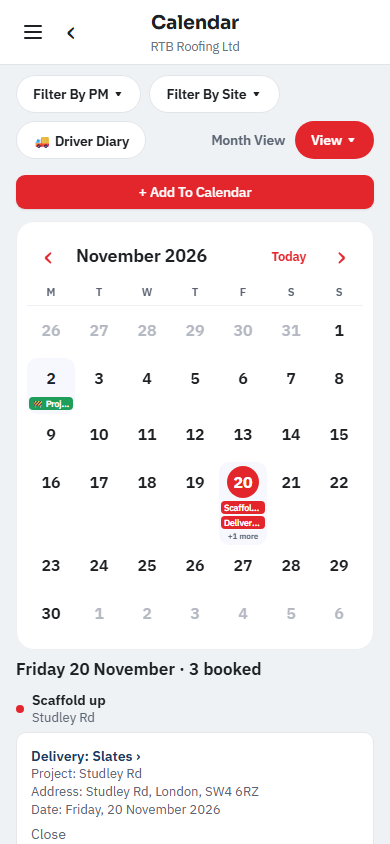 Calendar
RTB Roofing Ltd
Filter By PM
Filter By Site
Driver Diary
Month View
View
+ Add To Calendar
November 2026
Today
M T W T F S S
26 27 28 29 30 31 1
2 3 4 5 6 7 8
Proj...
9 10 11 12 13 14 15
16 17 18 19 20 21 22
Scaffol...
Deliver...
+1 more
23 24 25 26 27 28 29
30 1 2 3 4 5 6
Friday 20 November · 3 booked
Scaffold up
Studley Rd
Delivery: Slates ›
Project: Studley Rd
Address: Studley Rd, London, SW4 6RZ
Date: Friday, 20 November 2026
Close